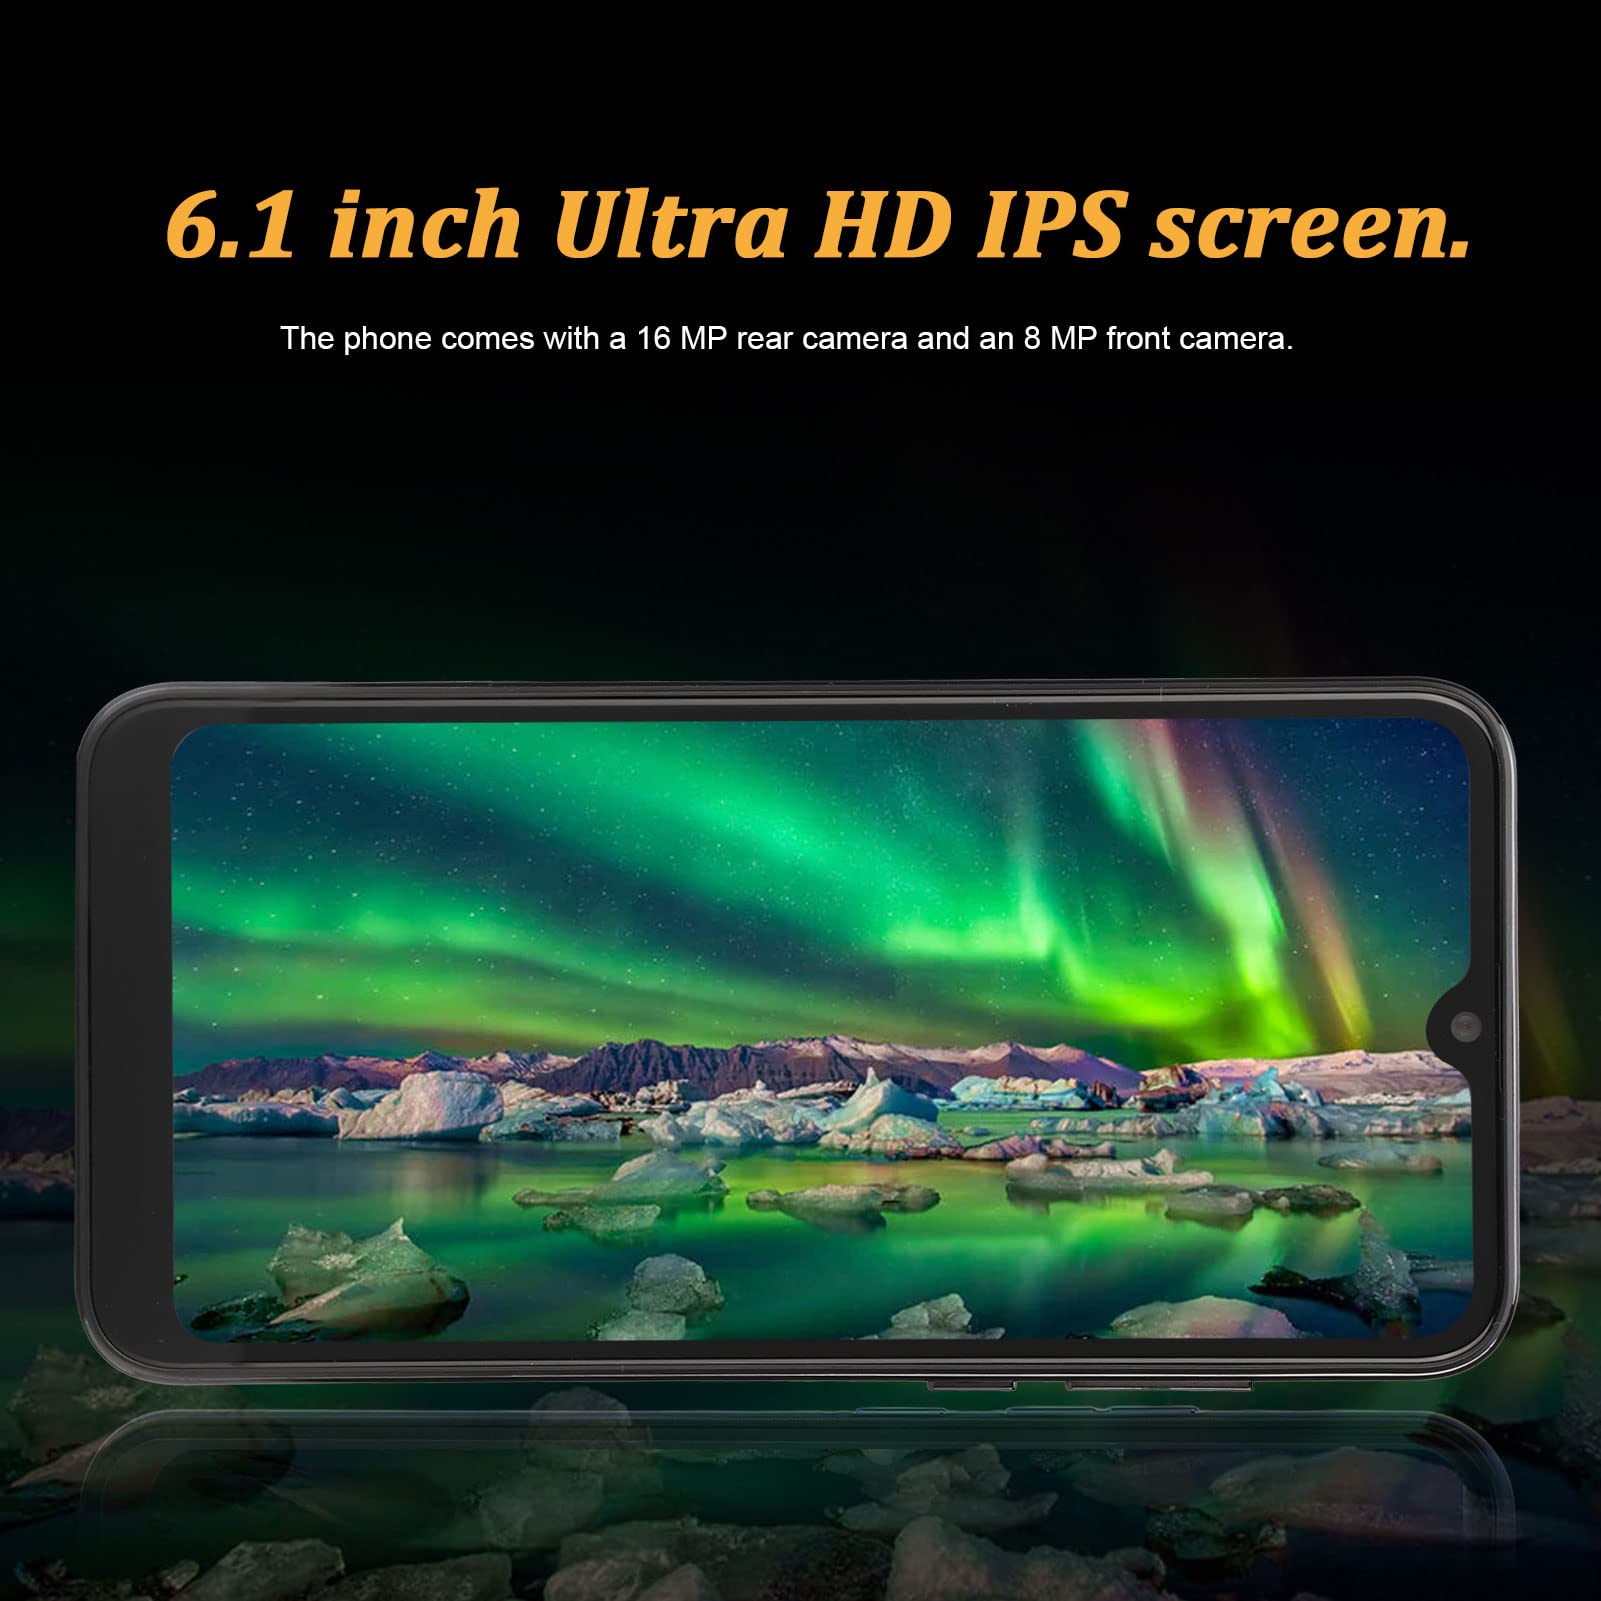 6.1 inch Ultra HD IPS screen.
The phone comes with a 16 MP rear camera and an 8 MP front camera.